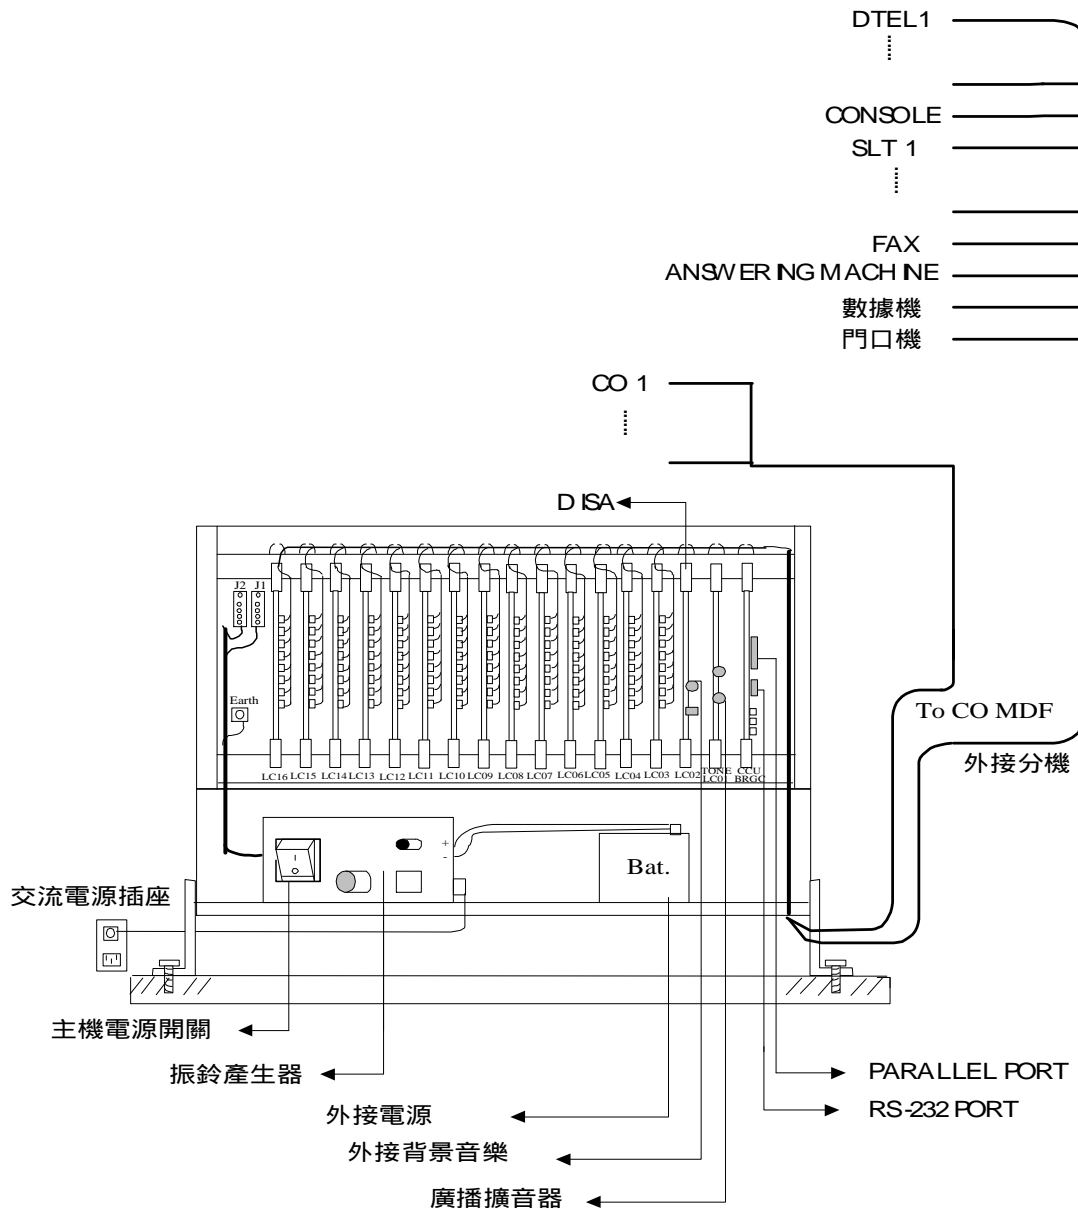 DTEL1
CONSOLE
SLT 1
FAX
ANSWERING MACHINE
數據機
門口機
CO 1
DISA
J2 J1
Earth
To CO MDF
外接分機
LC16 LC15 LC14 LC13 LC12 LC11 LC10 LC09 LC08 LC07 LC06 LC05 LC04 LC03 LC02 TONE LC01 CCU BRGC
+
-
Bat.
交流電源插座
主機電源開關
振鈴產生器
PARALLEL PORT
外接電源
RS-232 PORT
外接背景音樂
廣播擴音器